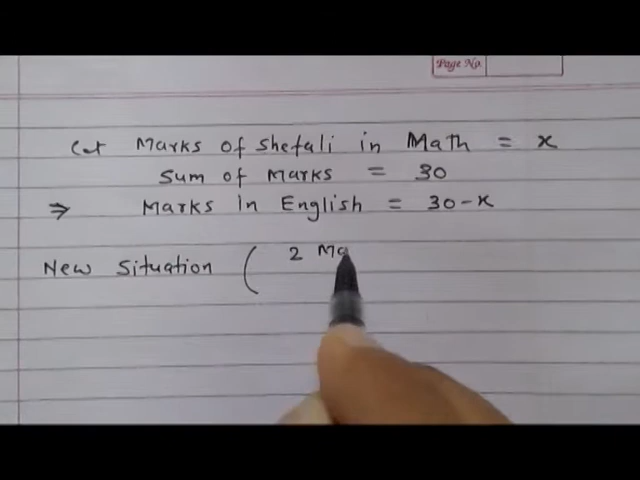 Page No.
Let Marks of Shefali in Math = x
Sum of Marks = 30
⇒ Marks in English = 30-x
New Situation ( 2 Ma